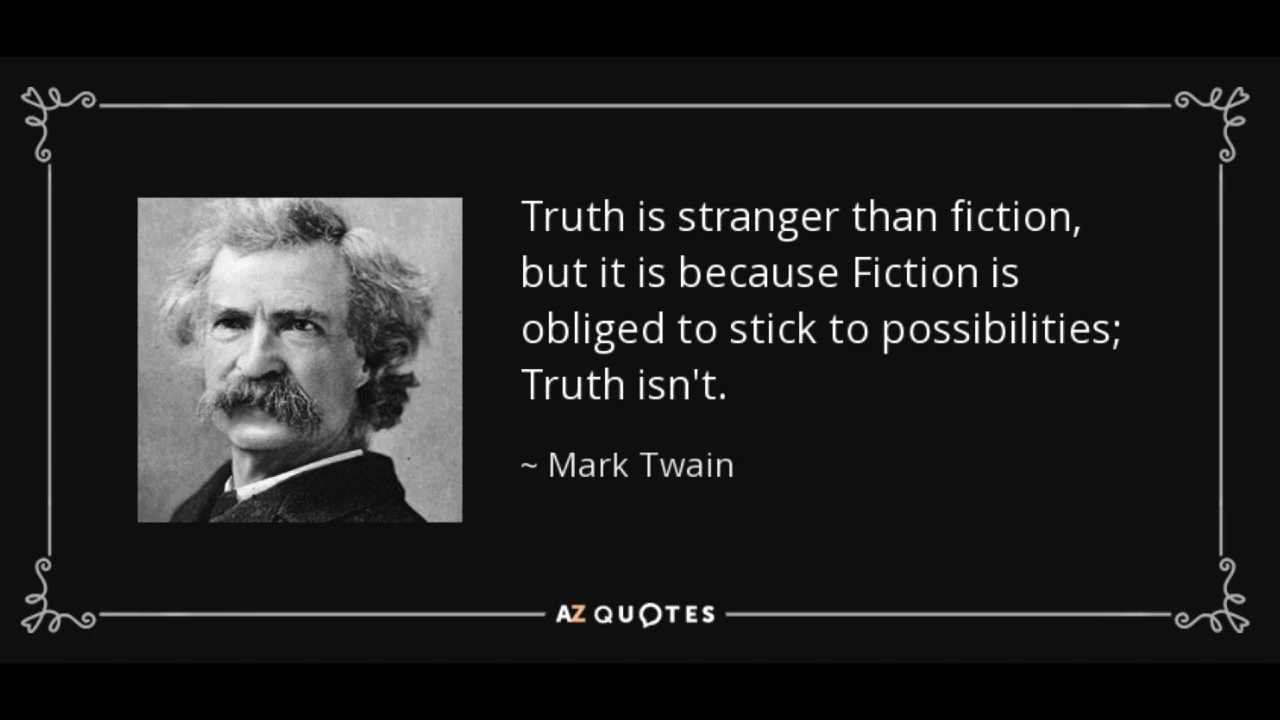 Truth is stranger than fiction,
but it is because Fiction is
obliged to stick to possibilities;
Truth isn't.
~ Mark Twain
AZ QUOTES